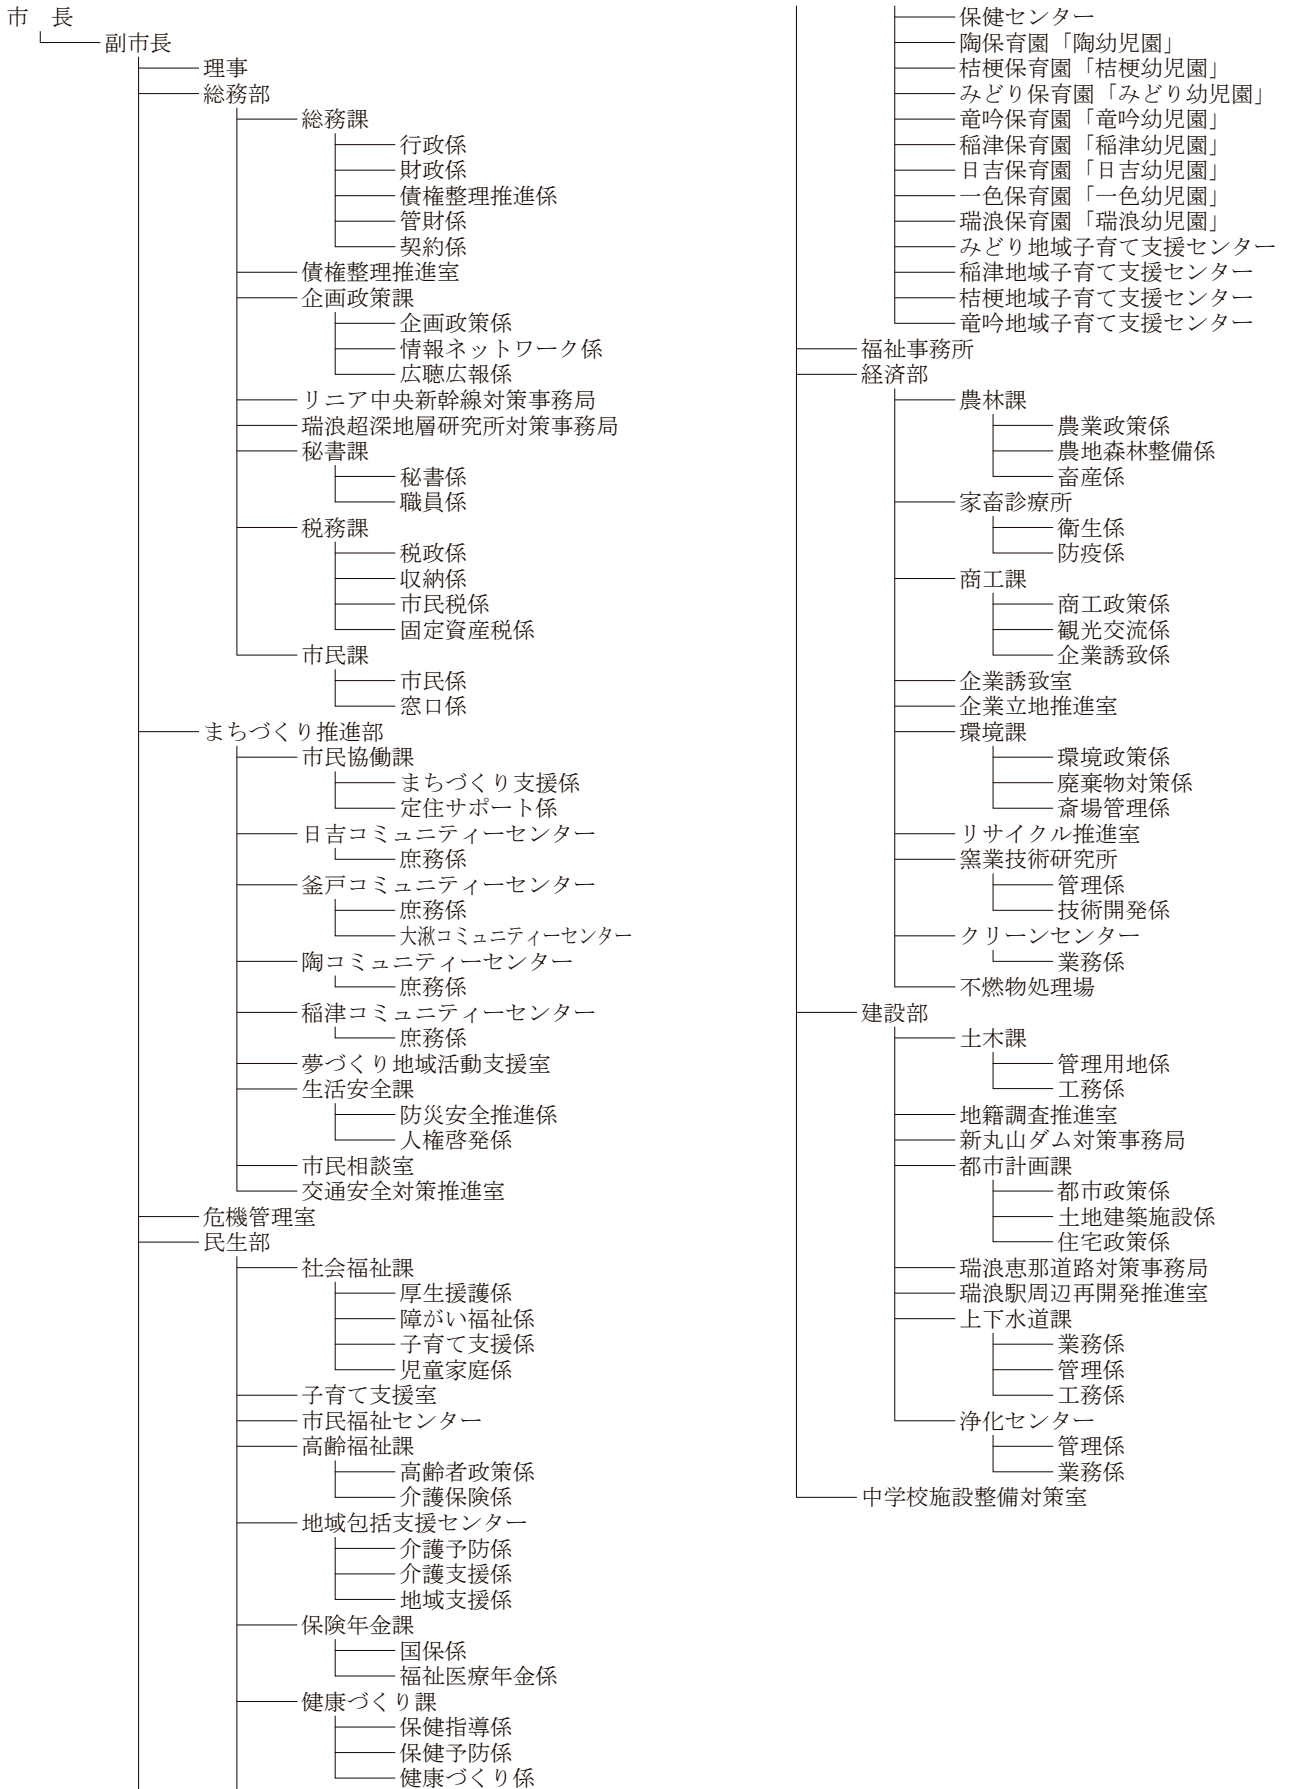 市　長
副市長
理事
総務部
総務課
行政係
財政係
債権整理推進係
管財係
契約係
債権整理推進室
企画政策課
企画政策係
情報ネットワーク係
広聴広報係
リニア中央新幹線対策事務局
瑞浪超深地層研究所対策事務局
秘書課
秘書係
職員係
税務課
税政係
収納係
市民税係
固定資産税係
市民課
市民係
窓口係
まちづくり推進部
市民協働課
まちづくり支援係
定住サポート係
日吉コミュニティーセンター
庶務係
釜戸コミュニティーセンター
庶務係
大湫コミュニティーセンター
陶コミュニティーセンター
庶務係
稲津コミュニティーセンター
庶務係
夢づくり地域活動支援室
生活安全課
防災安全推進係
人権啓発係
市民相談室
交通安全対策推進室
危機管理室
民生部
社会福祉課
厚生援護係
障がい福祉係
子育て支援係
児童家庭係
子育て支援室
市民福祉センター
高齢福祉課
高齢者政策係
介護保険係
地域包括支援センター
介護予防係
介護支援係
地域支援係
保険年金課
国保係
福祉医療年金係
健康づくり課
保健指導係
保健予防係
健康づくり係
保健センター
陶保育園「陶幼児園」
桔梗保育園「桔梗幼児園」
みどり保育園「みどり幼児園」
竜吟保育園「竜吟幼児園」
稲津保育園「稲津幼児園」
日吉保育園「日吉幼児園」
一色保育園「一色幼児園」
瑞浪保育園「瑞浪幼児園」
みどり地域子育て支援センター
稲津地域子育て支援センター
桔梗地域子育て支援センター
竜吟地域子育て支援センター
福祉事務所
経済部
農林課
農業政策係
農地森林整備係
畜産係
家畜診療所
衛生係
防疫係
商工課
商工政策係
観光交流係
企業誘致係
企業誘致室
企業立地推進室
環境課
環境政策係
廃棄物対策係
斎場管理係
リサイクル推進室
窯業技術研究所
管理係
技術開発係
クリーンセンター
業務係
不燃物処理場
建設部
土木課
管理用地係
工務係
地籍調査推進室
新丸山ダム対策事務局
都市計画課
都市政策係
土地建築施設係
住宅政策係
瑞浪恵那道路対策事務局
瑞浪駅周辺再開発推進室
上下水道課
業務係
管理係
工務係
浄化センター
管理係
業務係
中学校施設整備対策室